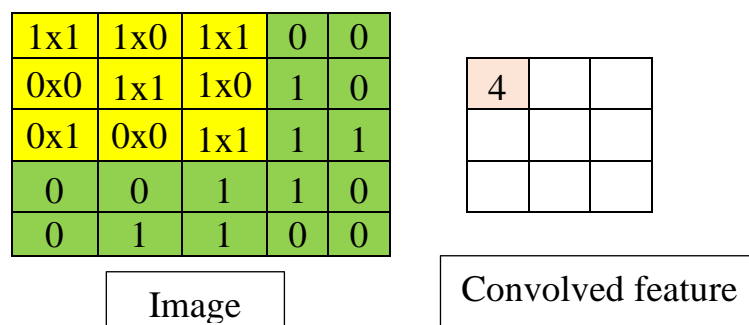 1x1 1x0 1x1 0 0
0x0 1x1 1x0 1 0
0x1 0x0 1x1 1 1
0 0 1 1 0
0 1 1 0 0
Image
4
Convolved feature